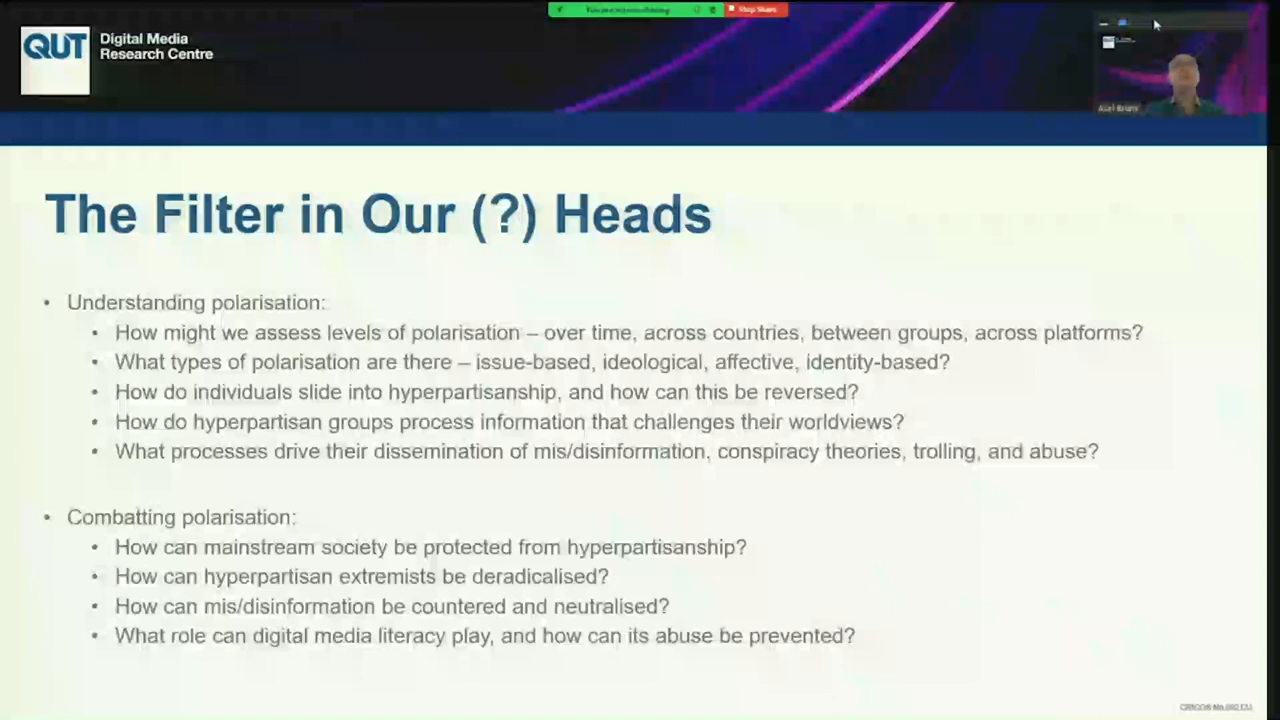 QUT
Digital Media
Research Centre
Stop Share
Axel Bruns
The Filter in Our (?) Heads
• Understanding polarisation:
• How might we assess levels of polarisation – over time, across countries, between groups, across platforms?
• What types of polarisation are there – issue-based, ideological, affective, identity-based?
• How do individuals slide into hyperpartisanship, and how can this be reversed?
• How do hyperpartisan groups process information that challenges their worldviews?
• What processes drive their dissemination of mis/disinformation, conspiracy theories, trolling, and abuse?
• Combatting polarisation:
• How can mainstream society be protected from hyperpartisanship?
• How can hyperpartisan extremists be deradicalised?
• How can mis/disinformation be countered and neutralised?
• What role can digital media literacy play, and how can its abuse be prevented?